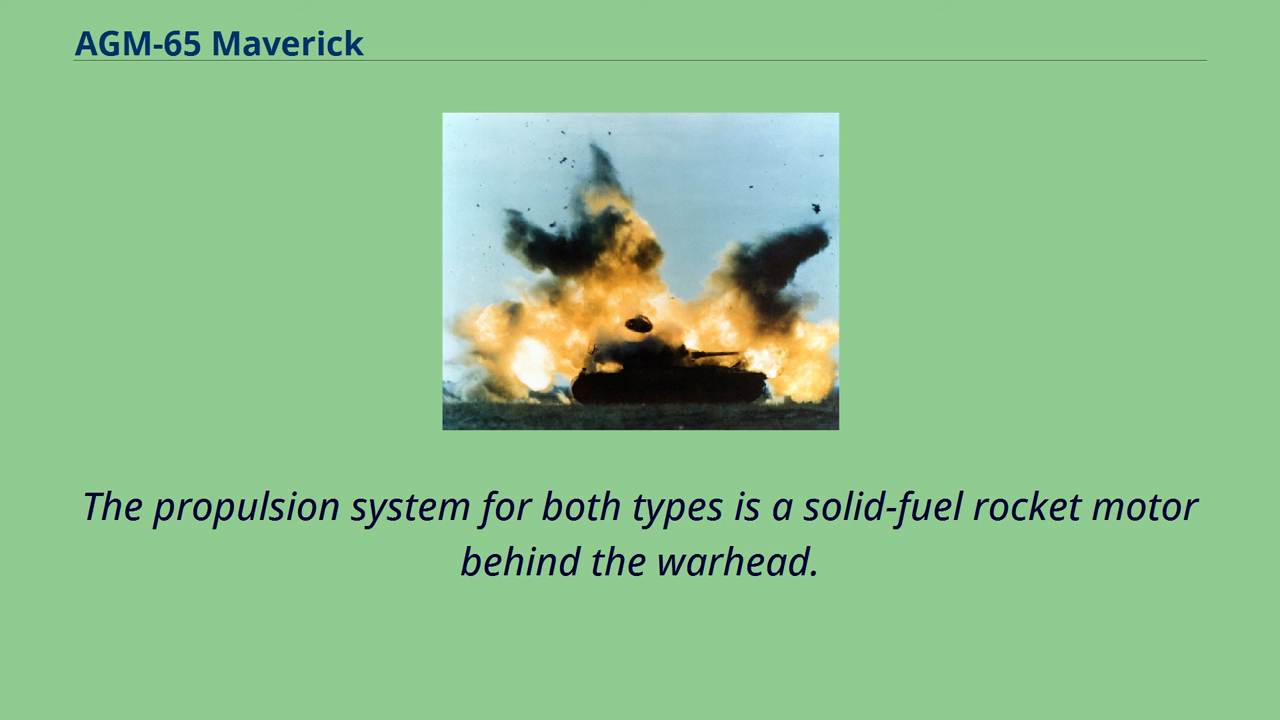 AGM-65 Maverick
The propulsion system for both types is a solid-fuel rocket motor
behind the warhead.